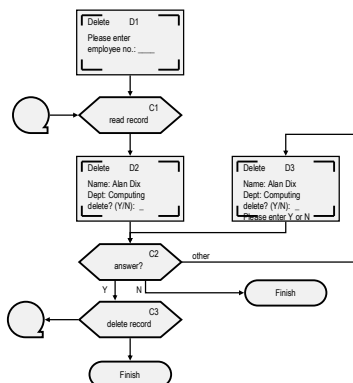 Delete D1
Please enter
employee no.: ____
C1
read record
Delete D2
Name: Alan Dix
Dept: Computing
delete? (Y/N): _
Delete D3
Name: Alan Dix
Dept: Computing
delete? (Y/N): _
Please enter Y or N
C2
answer?
other
Y
N
Finish
C3
delete record
Finish